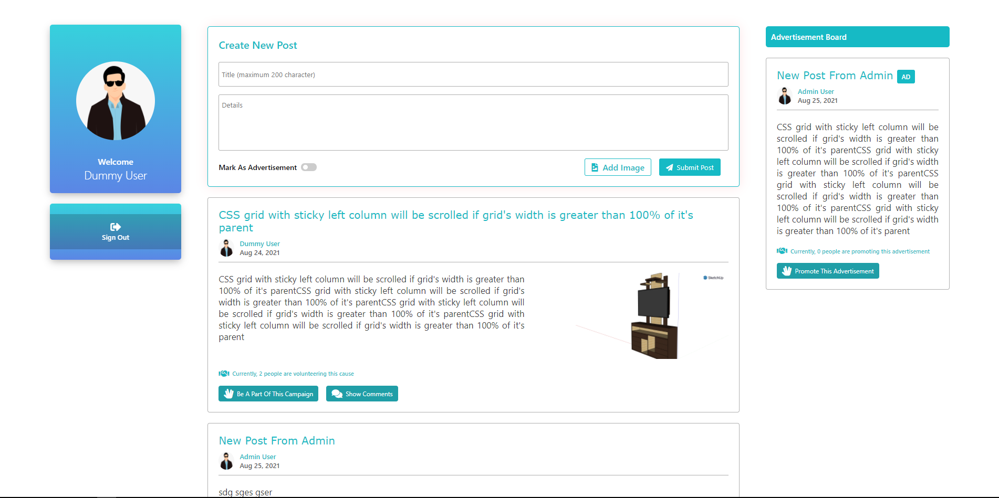 Welcome
Dummy User
Sign Out
Create New Post
Title (maximum 200 character)
Details
Mark As Advertisement
Add Image
Submit Post
CSS grid with sticky left column will be scrolled if grid's width is greater than 100% of it's
parent
Dummy User
Aug 24, 2021
CSS grid with sticky left column will be scrolled if grid's width is greater than
100% of it's parentCSS grid with sticky left column will be scrolled if grid's
width is greater than 100% of it's parentCSS grid with sticky left column will
be scrolled if grid's width is greater than 100% of it's parentCSS grid with
sticky left column will be scrolled if grid's width is greater than 100% of it's
parent
SketchUp
Currently, 2 people are volunteering this cause
Be A Part Of This Campaign
Show Comments
New Post From Admin
Admin User
Aug 25, 2021
sdg sges gser
Advertisement Board
New Post From Admin AD
Admin User
Aug 25, 2021
CSS grid with sticky left column will be
scrolled if grid's width is greater than
100% of it's parentCSS grid with sticky
left column will be scrolled if grid's width
is greater than 100% of it's parentCSS
grid with sticky left column will be
scrolled if grid's width is greater than
100% of it's parentCSS grid with sticky
left column will be scrolled if grid's width
is greater than 100% of it's parent
Currently, 0 people are promoting this advertisement
Promote This Advertisement